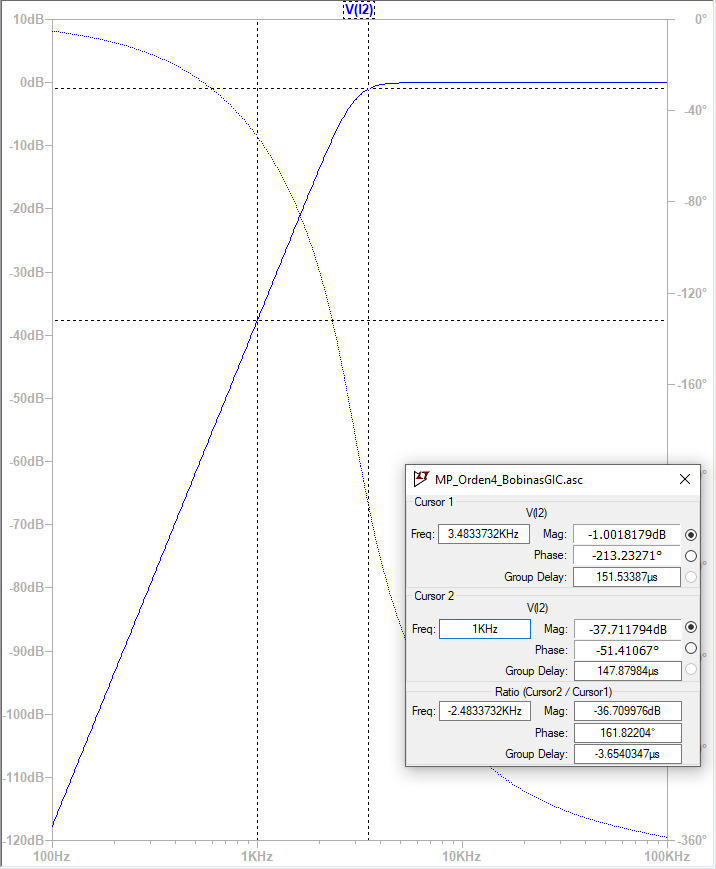 V(I2)
10dB
0dB
-10dB
-20dB
-30dB
-40dB
-50dB
-60dB
-70dB
-80dB
-90dB
-100dB
-110dB
-120dB
0°
-40°
-80°
-120°
-160°
-360°
100Hz 1KHz 10KHz 100KHz
MP_Orden4_BobinasGIC.asc
Cursor 1
V(I2)
Freq: 3.4833732KHz Mag: -1.0018179dB
Phase: -213.23271°
Group Delay: 151.53387µs
Cursor 2
V(I2)
Freq: 1KHz Mag: -37.711794dB
Phase: -51.41067°
Group Delay: 147.87984µs
Ratio (Cursor2 / Cursor1)
Freq: -2.4833732KHz Mag: -36.709976dB
Phase: 161.82204°
Group Delay: -3.6540347µs